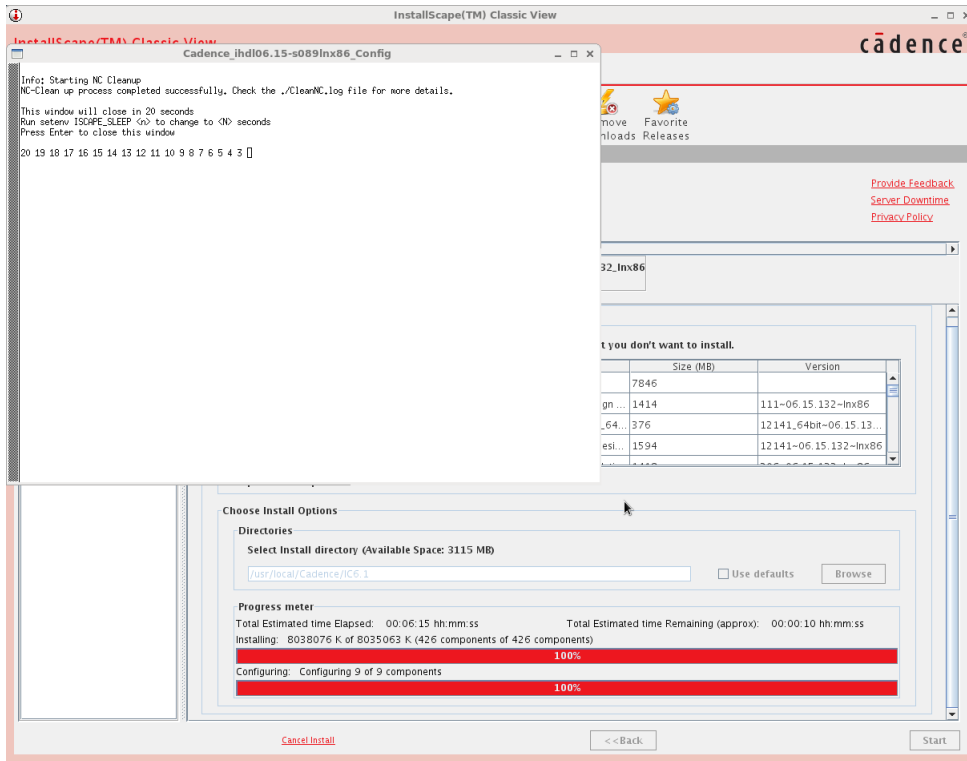 InstallScape(TM) Classic View
InstallScape(TM) Classic View
cādence®
Cadence_ihdl06.15-s089lnx86_Config
Info: Starting NC Cleanup
NC-Clean up process completed successfully. Check the ./CleanNC.log file for more details.
This window will close in 20 seconds
Run setenv ISCAPE_SLEEP <n> to change to <N> seconds
Press Enter to close this window
20 19 18 17 16 15 14 13 12 11 10 9 8 7 6 5 4 3
move Favorite
nloads Releases
Provide Feedback
Server Downtime
Privacy Policy
32_lnx86
t you don't want to install.
Size (MB) Version
7846
gn ... 1414 111~06.15.132~lnx86
_64... 376 12141_64bit~06.15.13...
esi... 1594 12141~06.15.132~lnx86
Choose Install Options
Directories
Select Install directory (Available Space: 3115 MB)
/usr/local/Cadence/IC6.1 Use defaults Browse
Progress meter
Total Estimated time Elapsed: 00:06:15 hh:mm:ss Total Estimated time Remaining (approx): 00:00:10 hh:mm:ss
Installing: 8038076 K of 8035063 K (426 components of 426 components)
100%
Configuring: Configuring 9 of 9 components
100%
Cancel Install <<Back Start